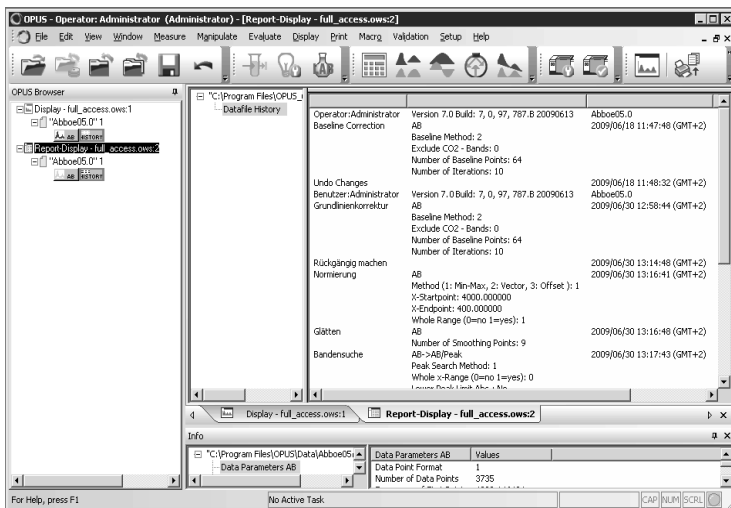 OPUS - Operator: Administrator (Administrator) - [Report-Display - full_access.ows:2]
File Edit View Window Measure Manipulate Evaluate Display Print Macro Validation Setup Help
OPUS Browser
Display - full_access.ows:1
"Abboe05.0" 1
AB HISTORY
Report-Display - full_access.ows:2
"Abboe05.0" 1
AB HISTORY
"C:\Program Files\OPUS_
Datafile History
Operator:Administrator Version 7.0 Build: 7, 0, 97, 787.B 20090613 Abboe05.0
Baseline Correction AB 2009/06/18 11:47:48 (GMT+2)
Baseline Method: 2
Exclude CO2 - Bands: 0
Number of Baseline Points: 64
Number of Iterations: 10
Undo Changes 2009/06/18 11:48:32 (GMT+2)
Benutzer:Administrator Version 7.0 Build: 7, 0, 97, 787.B 20090613 Abboe05.0
Grundlinienkorrektur AB 2009/06/30 12:58:44 (GMT+2)
Baseline Method: 2
Exclude CO2 - Bands: 0
Number of Baseline Points: 64
Number of Iterations: 10
Rückgängig machen 2009/06/30 13:14:48 (GMT+2)
Normierung AB 2009/06/30 13:16:41 (GMT+2)
Method (1: Min-Max, 2: Vector, 3: Offset ): 1
X-Startpoint: 4000.000000
X-Endpoint: 400.000000
Whole Range (0=no 1=yes): 1
Glätten AB 2009/06/30 13:16:48 (GMT+2)
Number of Smoothing Points: 9
Bandensuche AB->AB/Peak 2009/06/30 13:17:43 (GMT+2)
Peak Search Method: 1
Whole x-Range (0=no 1=yes): 0
Display - full_access.ows:1 Report-Display - full_access.ows:2
Info
"C:\Program Files\OPUS\Data\Abboe05 Data Parameters AB Values
Data Parameters AB Data Point Format 1
Number of Data Points 3735
For Help, press F1 No Active Task CAP NUM SCRL